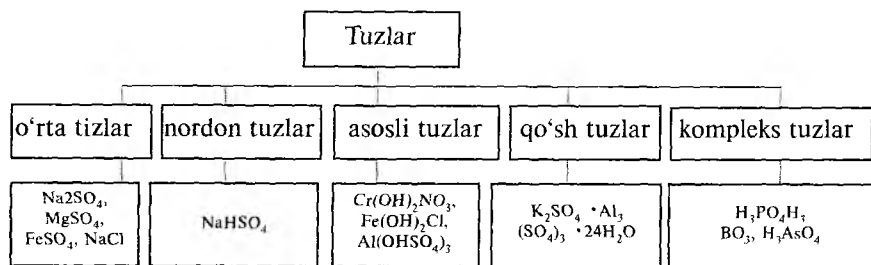 Tuzlar
o‘rta tizlar
nordon tuzlar
asosli tuzlar
qo‘sh tuzlar
kompleks tuzlar
Na2SO₄,
MgSO₄,
FeSO₄, NaCl
NaHSO₄
Cr(OH)₂NO₃,
Fe(OH)₂Cl,
Al(OHSO₄)₃
K₂SO₄ · Al₃
(SO₄)₃ · 24H₂O
H₃PO₄H₃
BO₃, H₃AsO₄